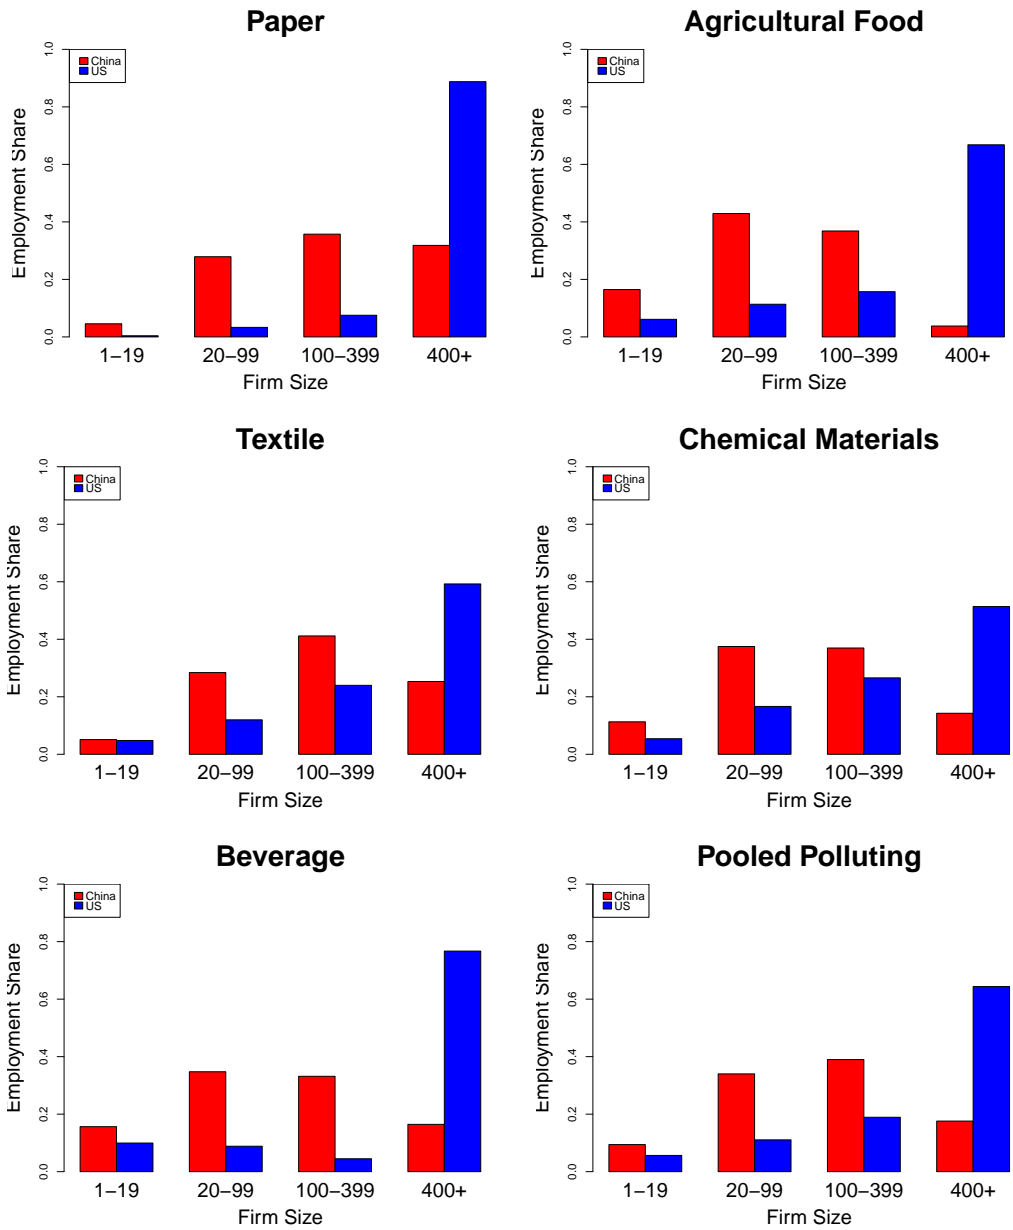 Paper
Employment Share
1.0
0.8
0.6
0.4
0.2
0.0
China
US
1−19
20−99
100−399
400+
Firm Size
Agricultural Food
Employment Share
1.0
0.8
0.6
0.4
0.2
0.0
China
US
1−19
20−99
100−399
400+
Firm Size
Textile
Employment Share
1.0
0.8
0.6
0.4
0.2
0.0
China
US
1−19
20−99
100−399
400+
Firm Size
Chemical Materials
Employment Share
1.0
0.8
0.6
0.4
0.2
0.0
China
US
1−19
20−99
100−399
400+
Firm Size
Beverage
Employment Share
1.0
0.8
0.6
0.4
0.2
0.0
China
US
1−19
20−99
100−399
400+
Firm Size
Pooled Polluting
Employment Share
1.0
0.8
0.6
0.4
0.2
0.0
China
US
1−19
20−99
100−399
400+
Firm Size